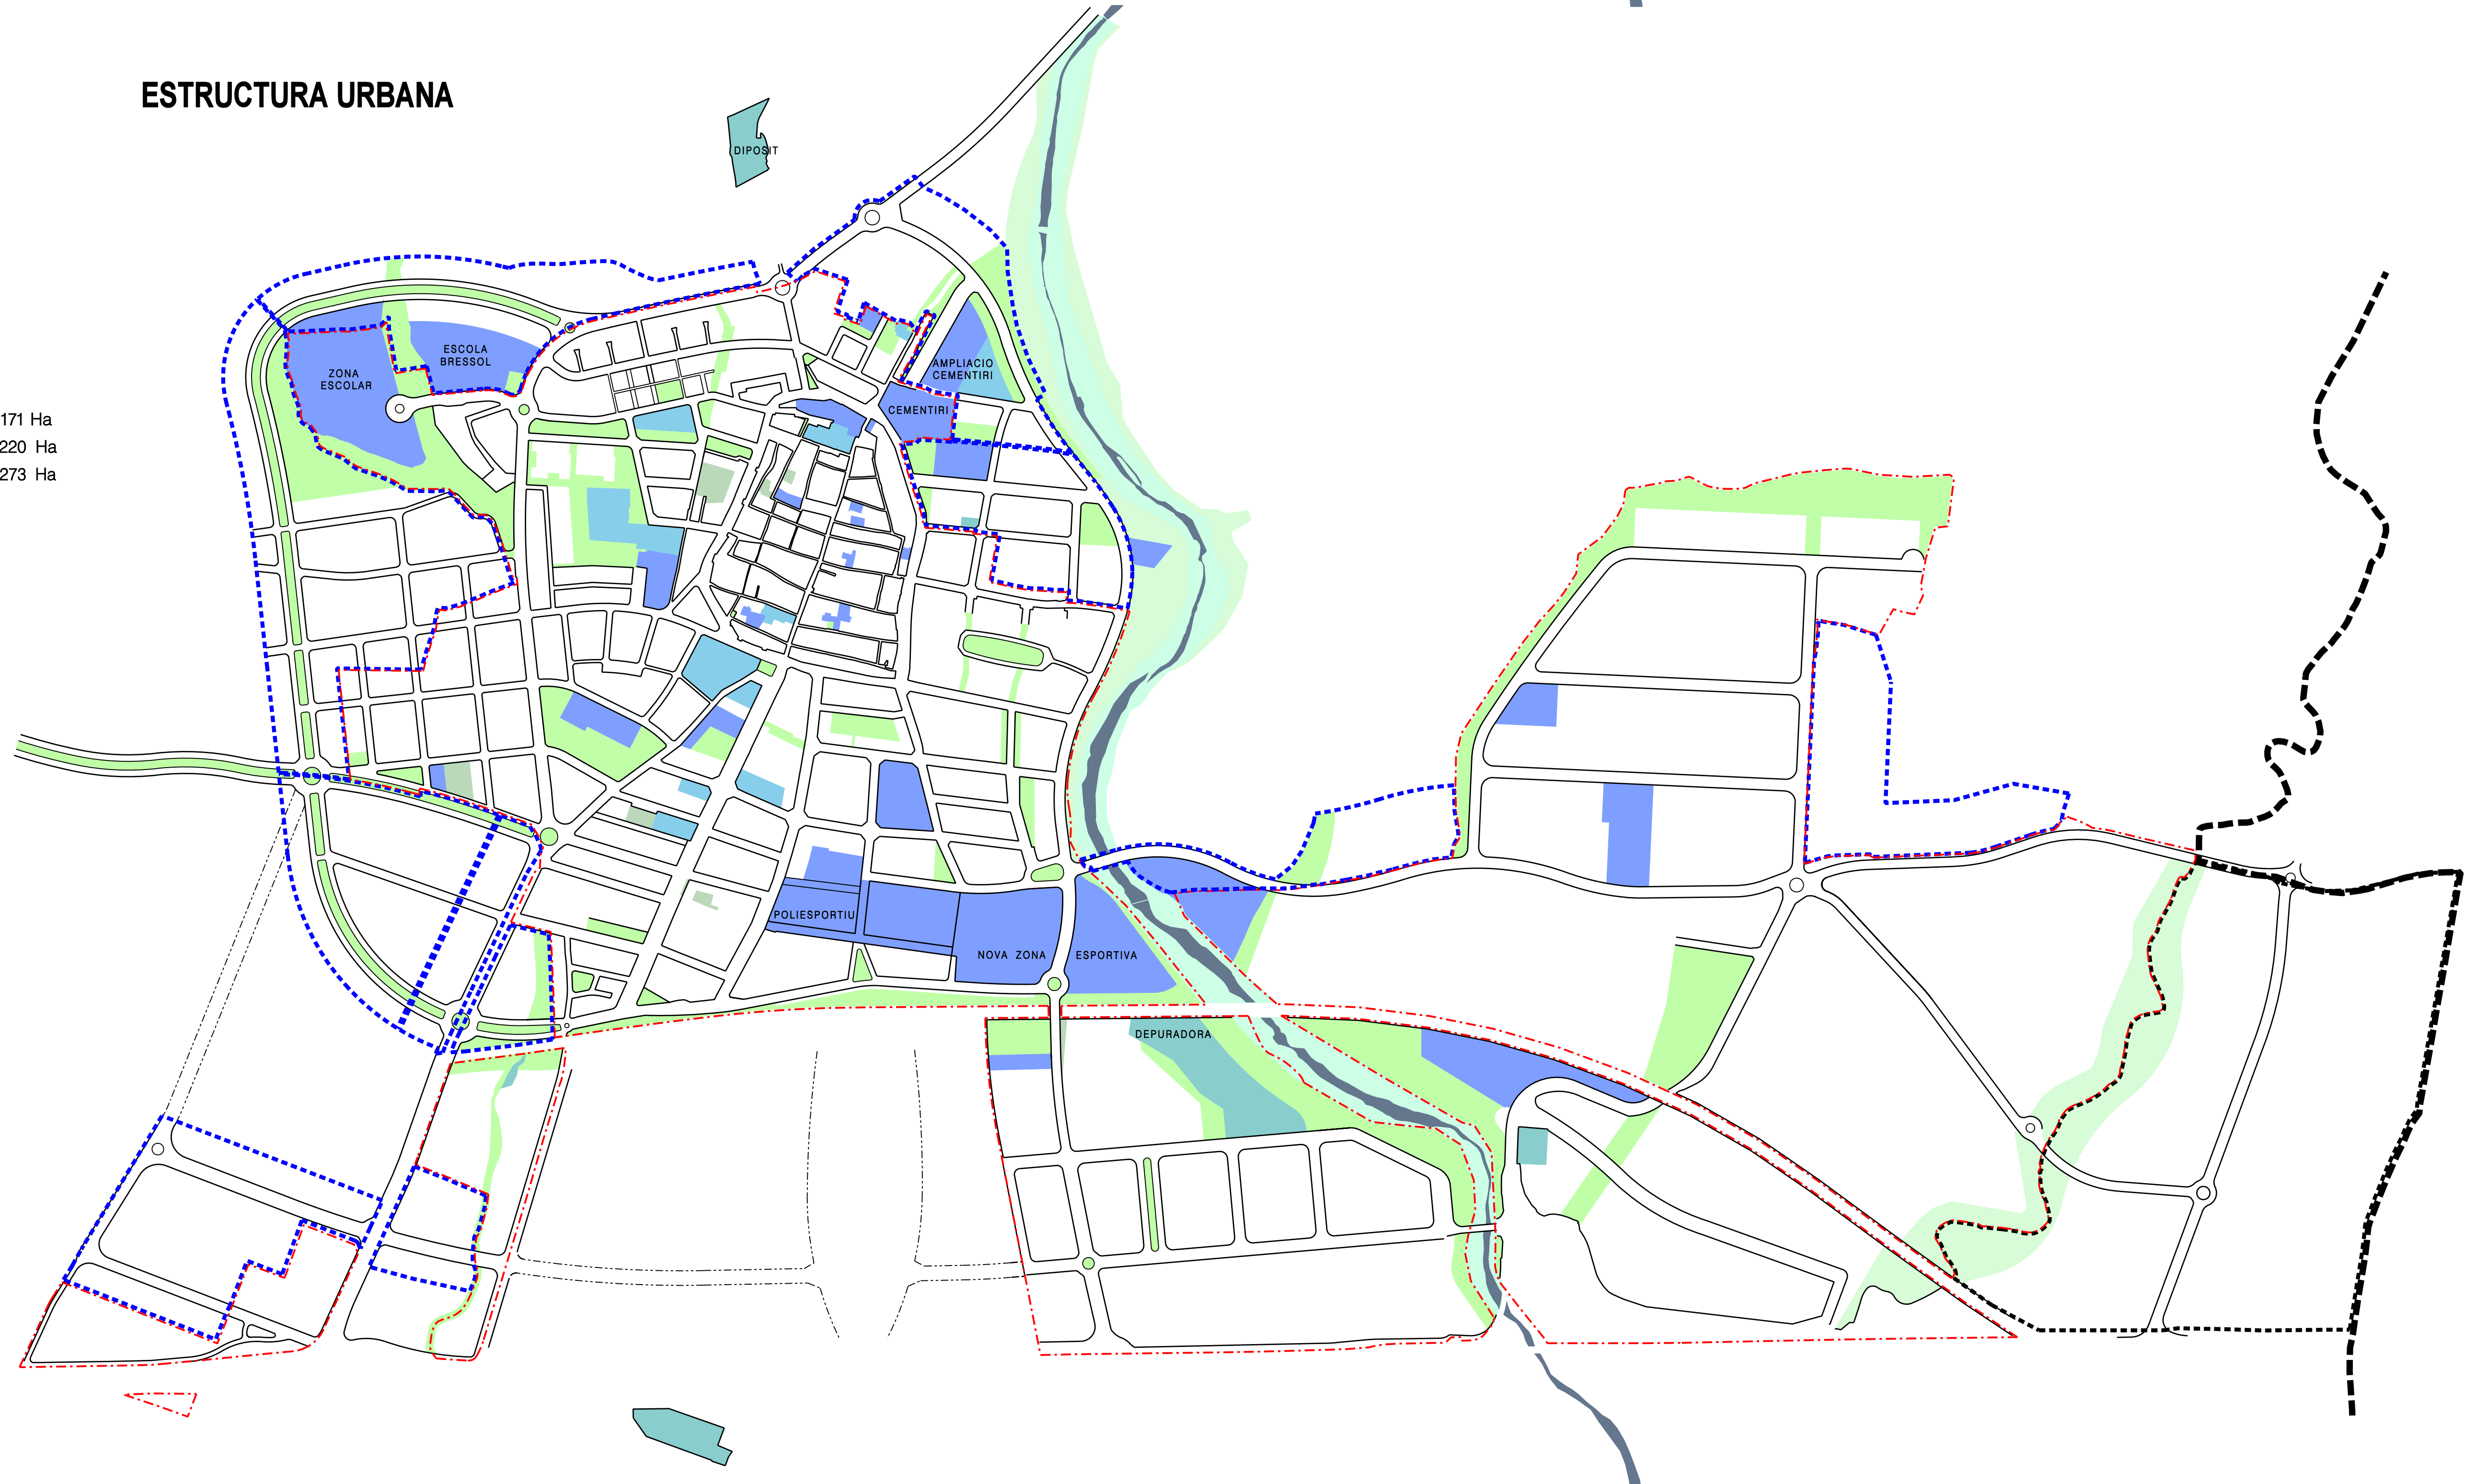 ESTRUCTURA URBANA
DIPOSIT
ESCOLA
BRESSOL
ZONA
ESCOLAR
AMPLIACIO
CEMENTIRI
CEMENTIRI
171 Ha
220 Ha
273 Ha
POLIESPORTIU
NOVA ZONA ESPORTIVA
DEPURADORA